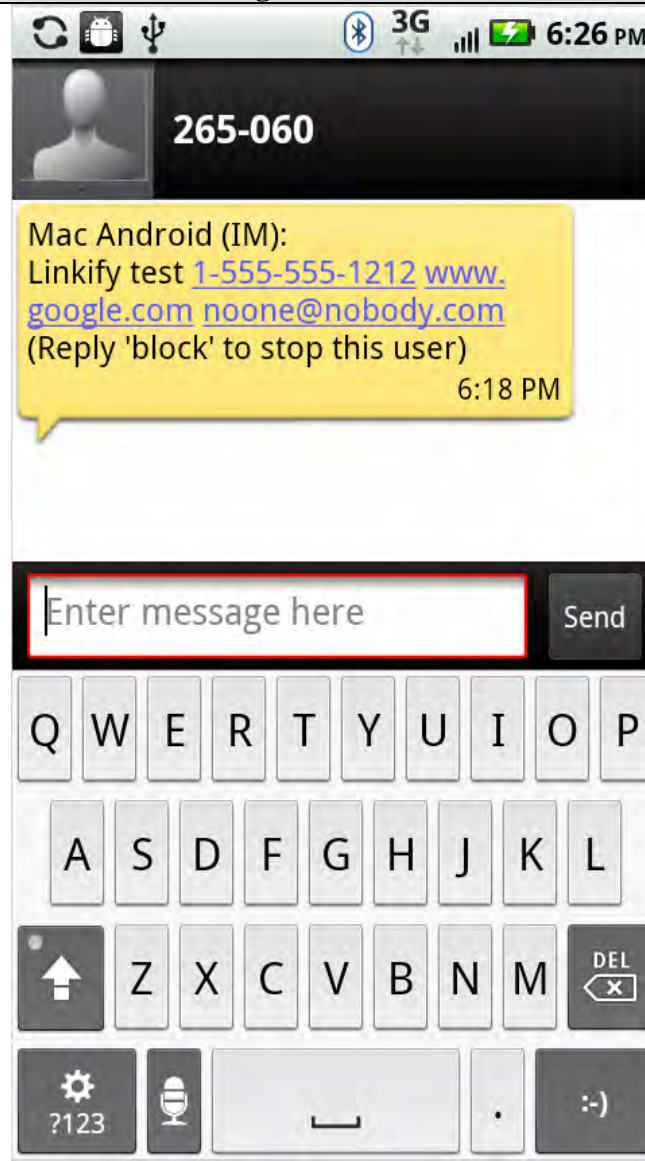 3G 6:26 PM
265-060
Mac Android (IM):
Linkify test 1-555-555-1212 www.
google.com noone@nobody.com
(Reply 'block' to stop this user)
6:18 PM
Enter message here Send
Q W E R T Y U I O P
A S D F G H J K L
Z X C V B N M DEL
?123 . :-)